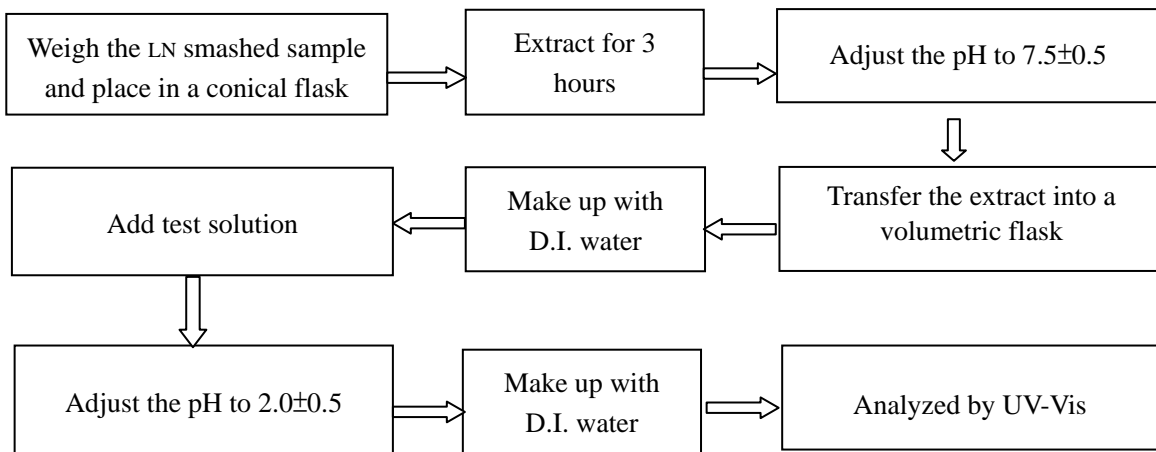 Weigh the LN smashed sample
and place in a conical flask
Extract for 3
hours
Adjust the pH to 7.5±0.5
Transfer the extract into a
volumetric flask
Make up with
D.I. water
Add test solution
Adjust the pH to 2.0±0.5
Make up with
D.I. water
Analyzed by UV-Vis